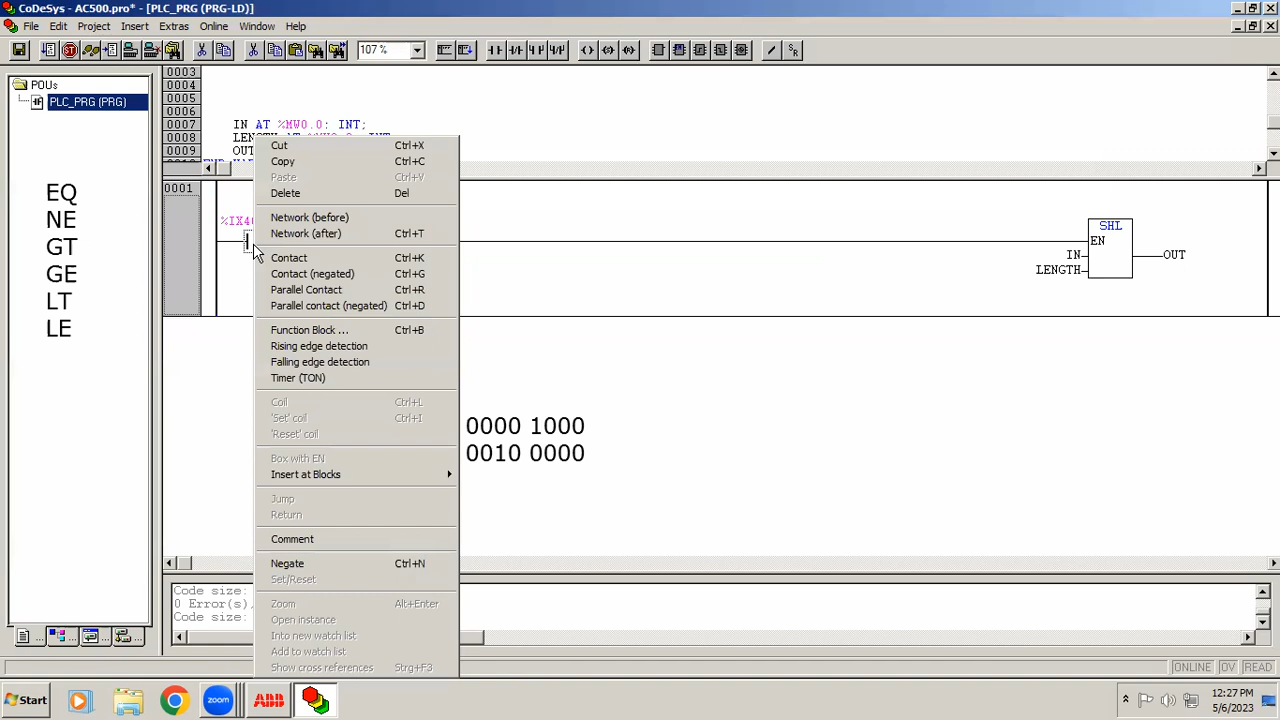 CoDeSys - AC500.pro* - [PLC_PRG (PRG-LD)]
File Edit Project Insert Extras Online Window Help
107 %
POUs
PLC_PRG (PRG)
EQ
NE
GT
GE
LT
LE
0003
0004
0005
0006
0007 IN AT %MW0.0: INT;
0008
0009
0001
%IX4
SHL
EN
IN
LENGTH
OUT
Cut Ctrl+X
Copy Ctrl+C
Paste Ctrl+V
Delete Del
Network (before)
Network (after) Ctrl+T
Contact Ctrl+K
Contact (negated) Ctrl+G
Parallel Contact Ctrl+R
Parallel contact (negated) Ctrl+D
Function Block ... Ctrl+B
Rising edge detection
Falling edge detection
Timer (TON)
Coil Ctrl+L
'Set' coil Ctrl+I
'Reset' coil
Box with EN
Insert at Blocks
Jump
Return
Comment
Negate Ctrl+N
Set/Reset
Zoom Alt+Enter
Open instance
Into new watch list
Add to watch list
Show cross references Strg+F3
0000 1000
0010 0000
Code size:
0 Error(s),
Code size:
ONLINE OV READ
Start
zoom
ABB
12:27 PM
5/6/2023